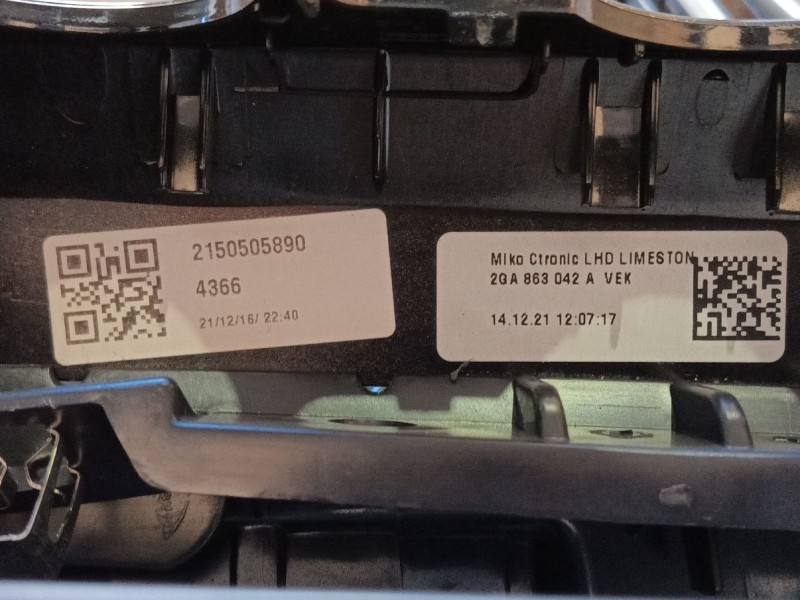 2150505890
4366
21/12/16/ 22:40
Miko Ctronic LHD LIMESTON
2GA 863 042 A VEK
14.12.21 12:07:17